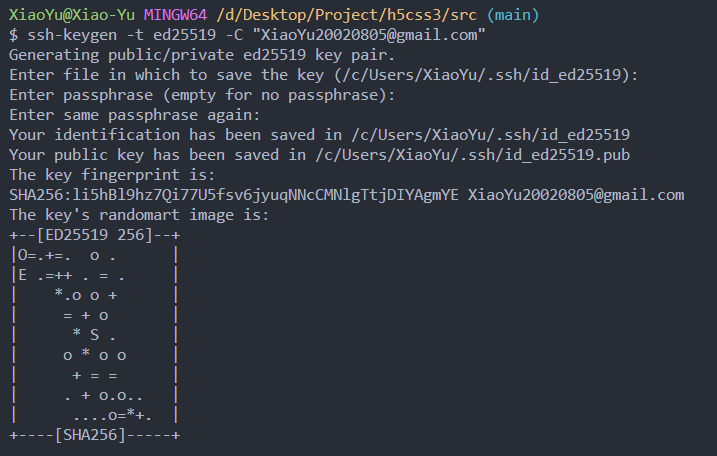 XiaoYu@Xiao-Yu MINGW64 /d/Desktop/Project/h5css3/src (main)
$ ssh-keygen -t ed25519 -C "XiaoYu20020805@gmail.com"
Generating public/private ed25519 key pair.
Enter file in which to save the key (/c/Users/XiaoYu/.ssh/id_ed25519):
Enter passphrase (empty for no passphrase):
Enter same passphrase again:
Your identification has been saved in /c/Users/XiaoYu/.ssh/id_ed25519
Your public key has been saved in /c/Users/XiaoYu/.ssh/id_ed25519.pub
The key fingerprint is:
SHA256:li5hBl9hz7Qi77U5fsv6jyuqNNcCMNlgTtjDIYAgmYE XiaoYu20020805@gmail.com
The key's randomart image is:
+--[ED25519 256]--+
|O=.+=.  o .      |
|E .=++ . = .     |
|    *.o o +      |
|     = + o       |
|      * S .      |
|     o * o o     |
|      + = =      |
|     . + o.o..   |
|      ....o=*+.  |
+----[SHA256]-----+